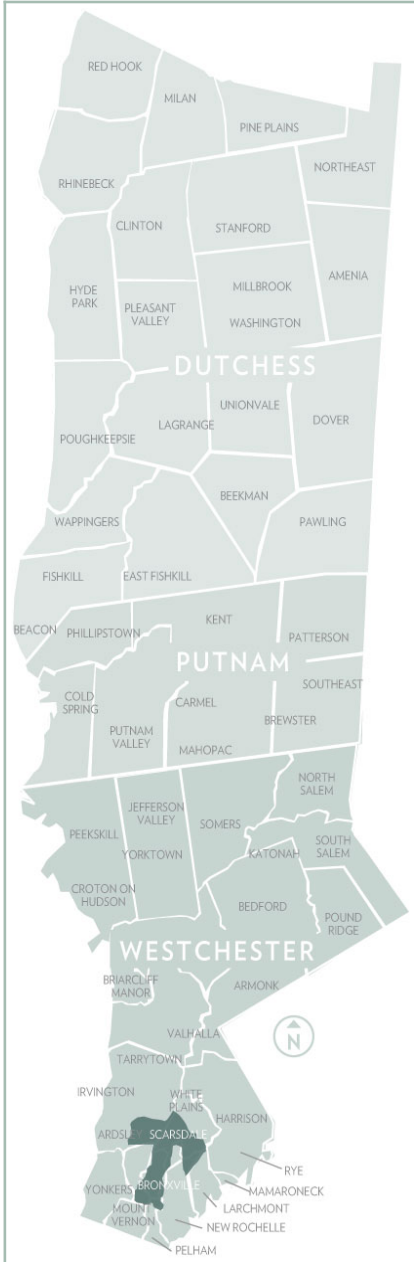 RED HOOK
MILAN
PINE PLAINS
NORTHEAST
RHINEBECK
CLINTON
STANFORD
AMENIA
HYDE
PARK
MILLBROOK
PLEASANT
VALLEY
WASHINGTON
DUTCHESS
UNIONVALE
DOVER
LAGRANGE
POUGHKEEPSIE
BEEKMAN
WAPPINGERS
PAWLING
FISHKILL
EAST FISHKILL
KENT
BEACON
PHILLIPSTOWN
PATTERSON
PUTNAM
SOUTHEAST
COLD
SPRING
CARMEL
BREWSTER
PUTNAM
VALLEY
MAHOPAC
NORTH
SALEM
JEFFERSON
VALLEY
SOMERS
PEEKSKILL
SOUTH
SALEM
YORKTOWN
KATONAH
CROTON ON
HUDSON
BEDFORD
POUND
RIDGE
WESTCHESTER
BRIARCLIFF
MANOR
ARMONK
VALHALLA
N
TARRYTOWN
IRVINGTON
WHITE
PLAINS
HARRISON
ARDSLEY
SCARSDALE
RYE
YONKERS
BRONXVILLE
MAMARONECK
MOUNT
VERNON
LARCHMONT
NEW ROCHELLE
PELHAM